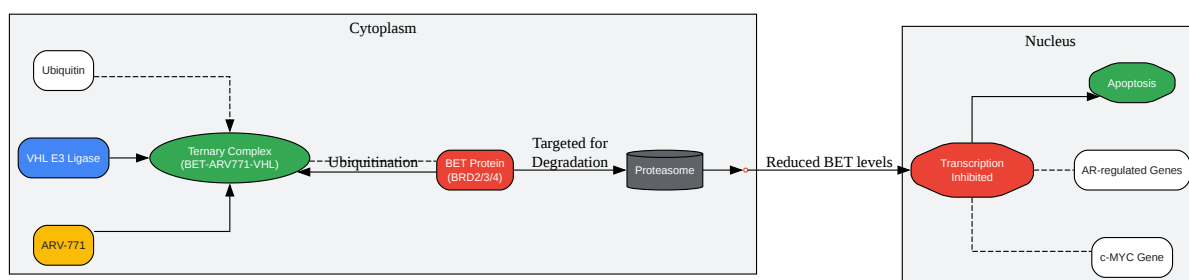 Cytoplasm
Ubiquitin
VHL E3 Ligase
ARV-771
Ternary Complex
(BET-ARV771-VHL)
Ubiquitination
BET Protein
(BRD2/3/4)
Targeted for
Degradation
Proteasome
Reduced BET levels
Nucleus
Transcription
Inhibited
Apoptosis
AR-regulated Genes
c-MYC Gene